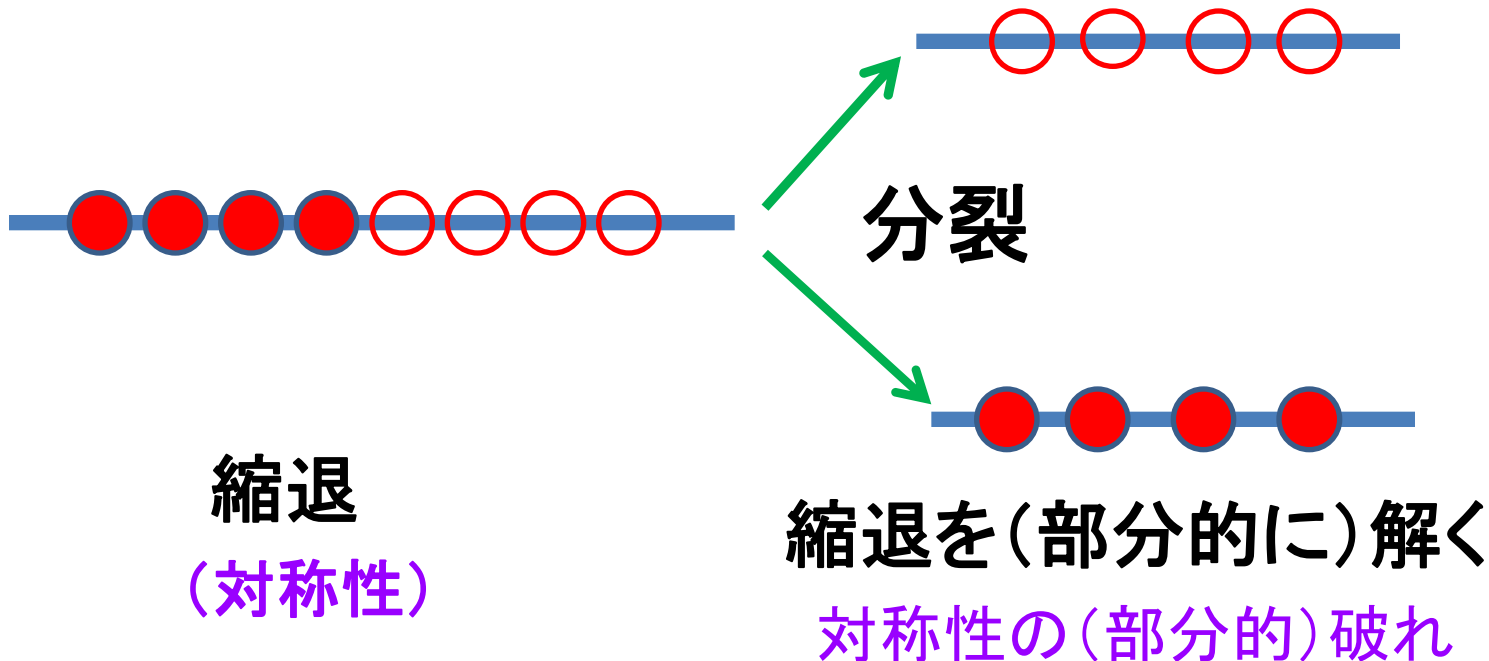 分裂
縮退
（対称性）
縮退を（部分的に）解く
対称性の（部分的）破れ